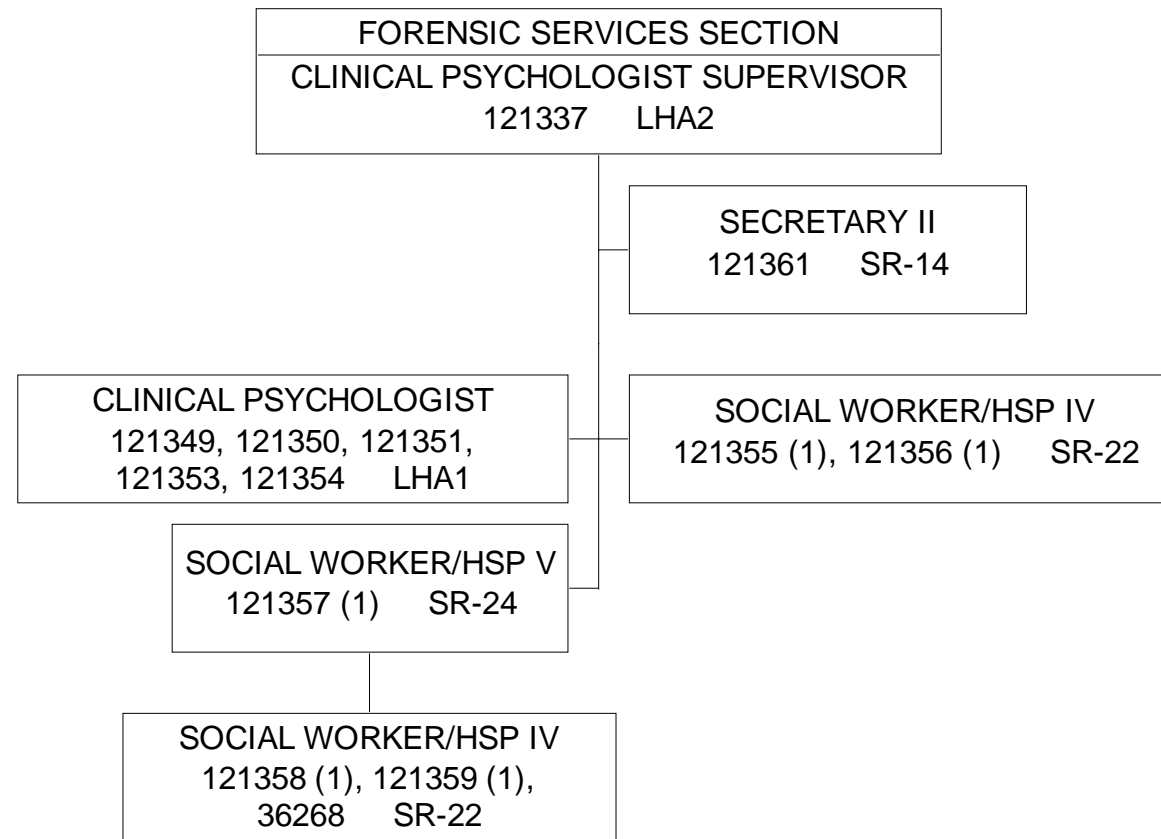 FORENSIC SERVICES SECTION
CLINICAL PSYCHOLOGIST SUPERVISOR
121337 LHA2
SECRETARY II
121361 SR-14
CLINICAL PSYCHOLOGIST
121349, 121350, 121351,
121353, 121354 LHA1
SOCIAL WORKER/HSP IV
121355 (1), 121356 (1) SR-22
SOCIAL WORKER/HSP V
121357 (1) SR-24
SOCIAL WORKER/HSP IV
121358 (1), 121359 (1),
36268 SR-22